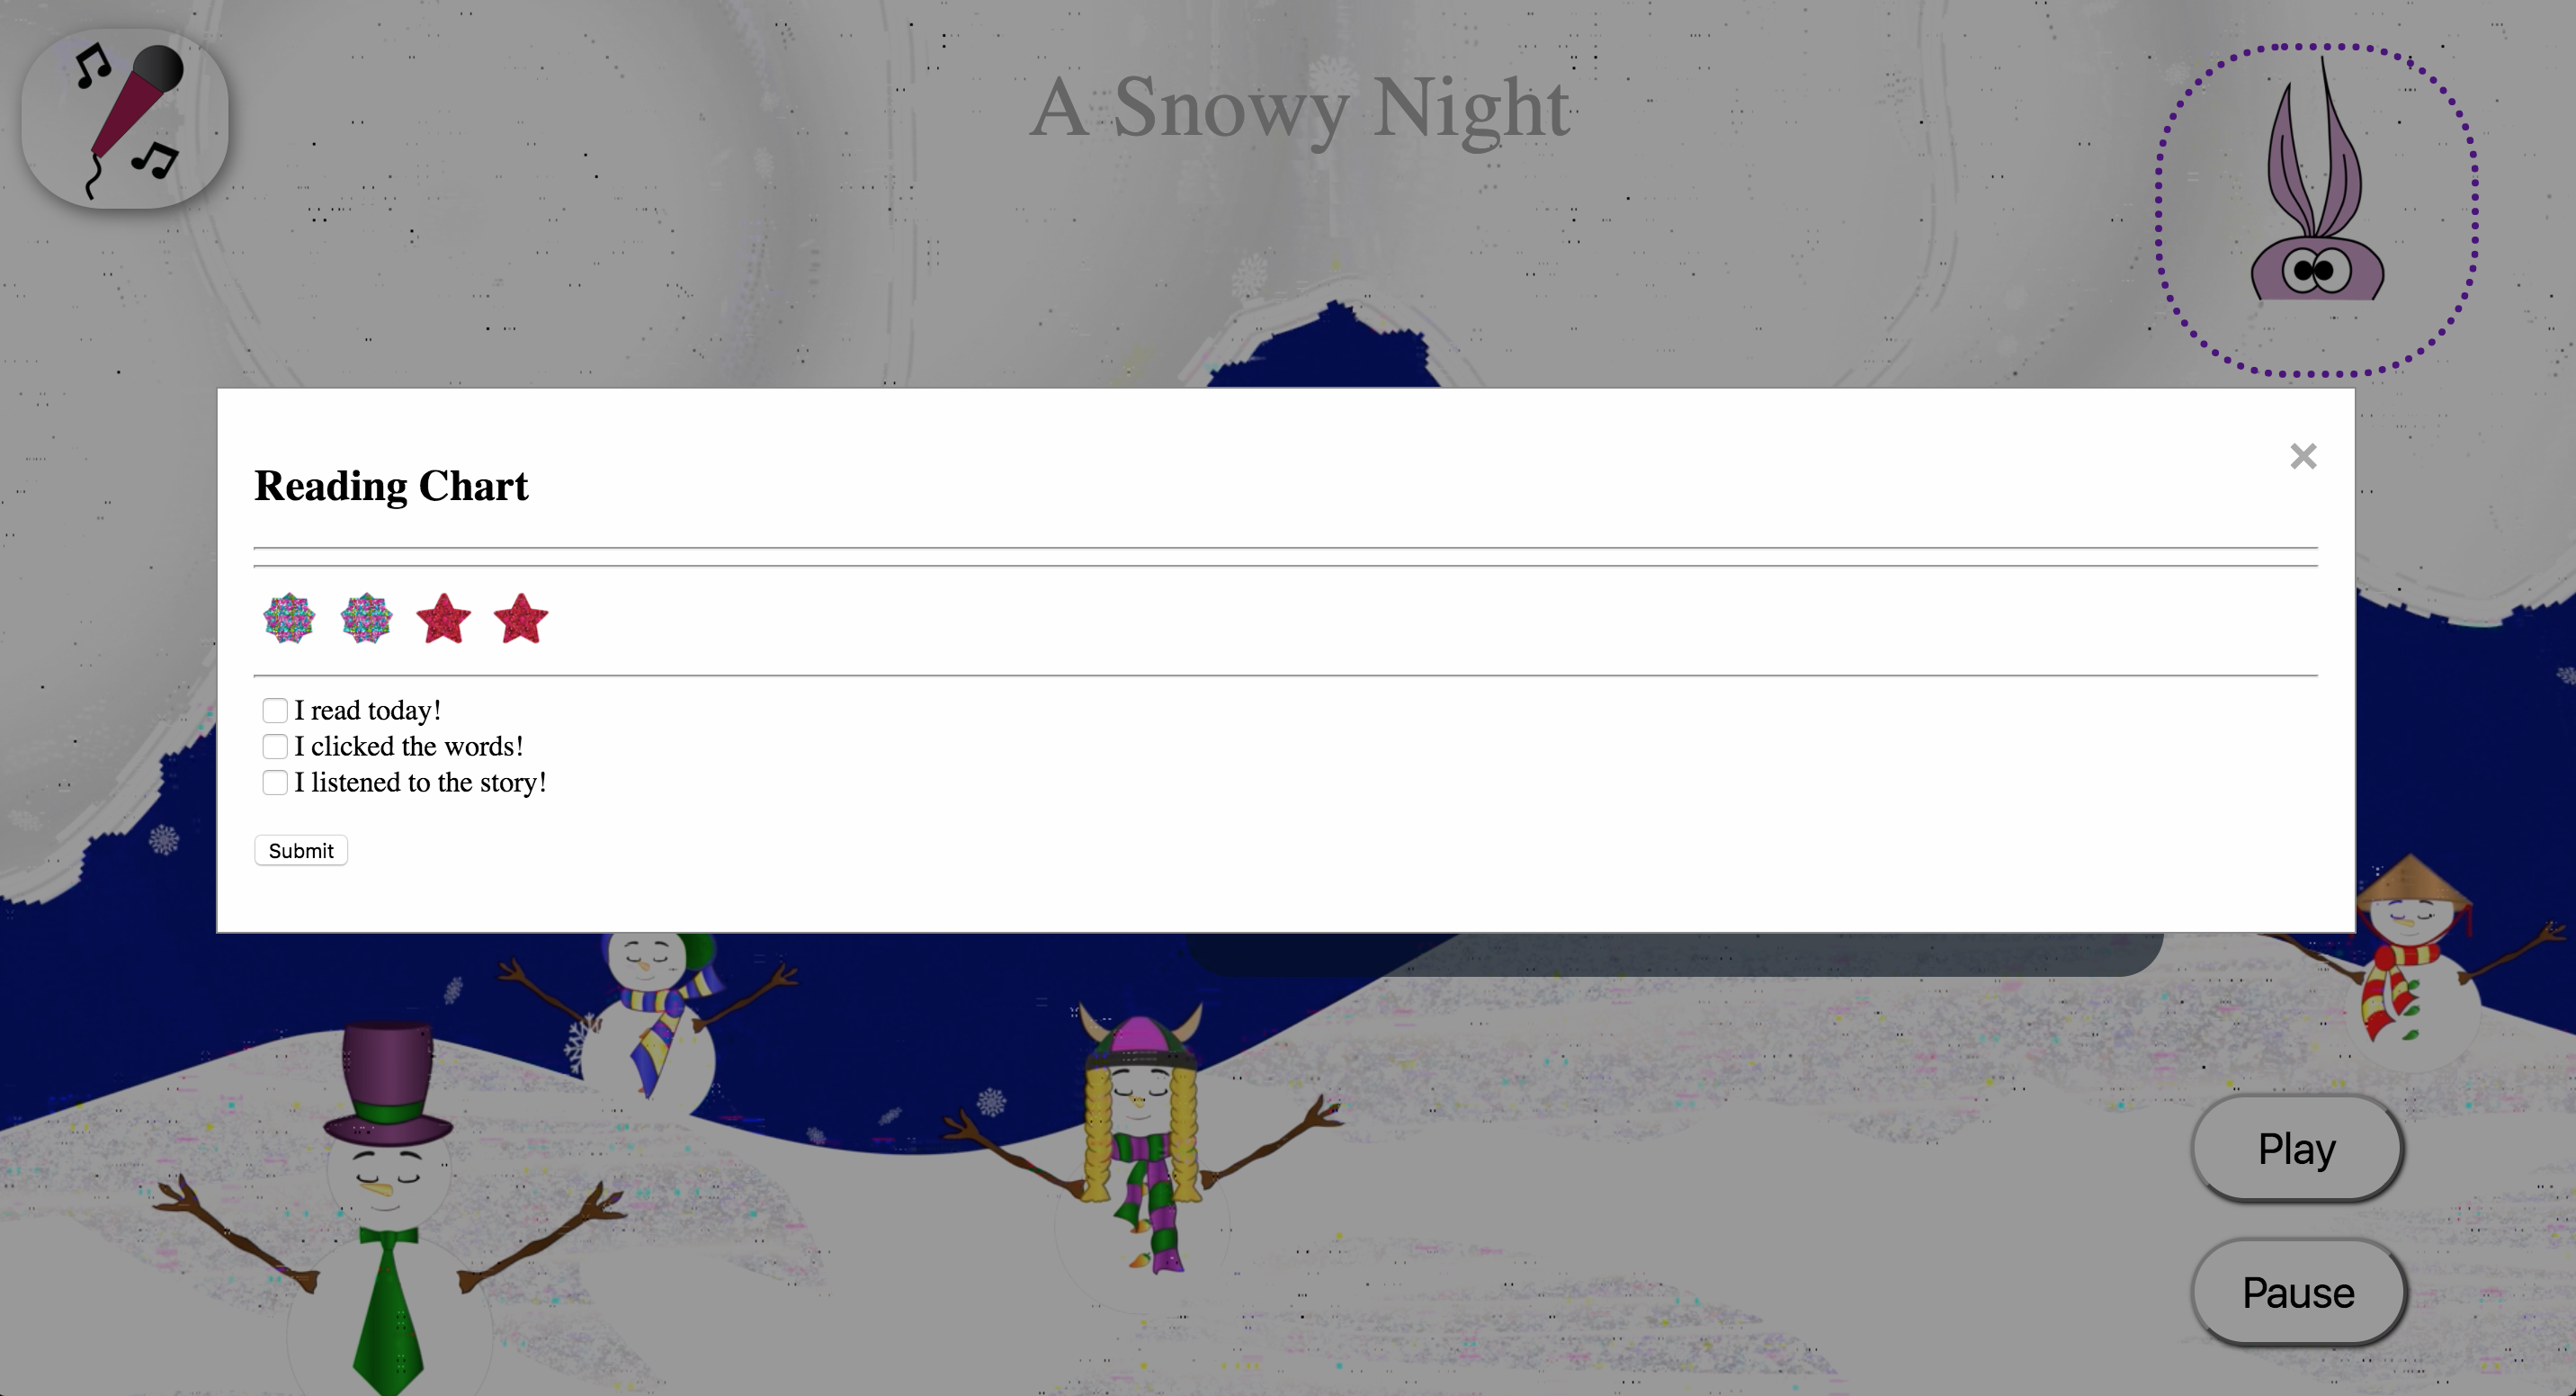 A Snowy Night
Reading Chart
I read today!
I clicked the words!
I listened to the story!
Submit
Play
Pause